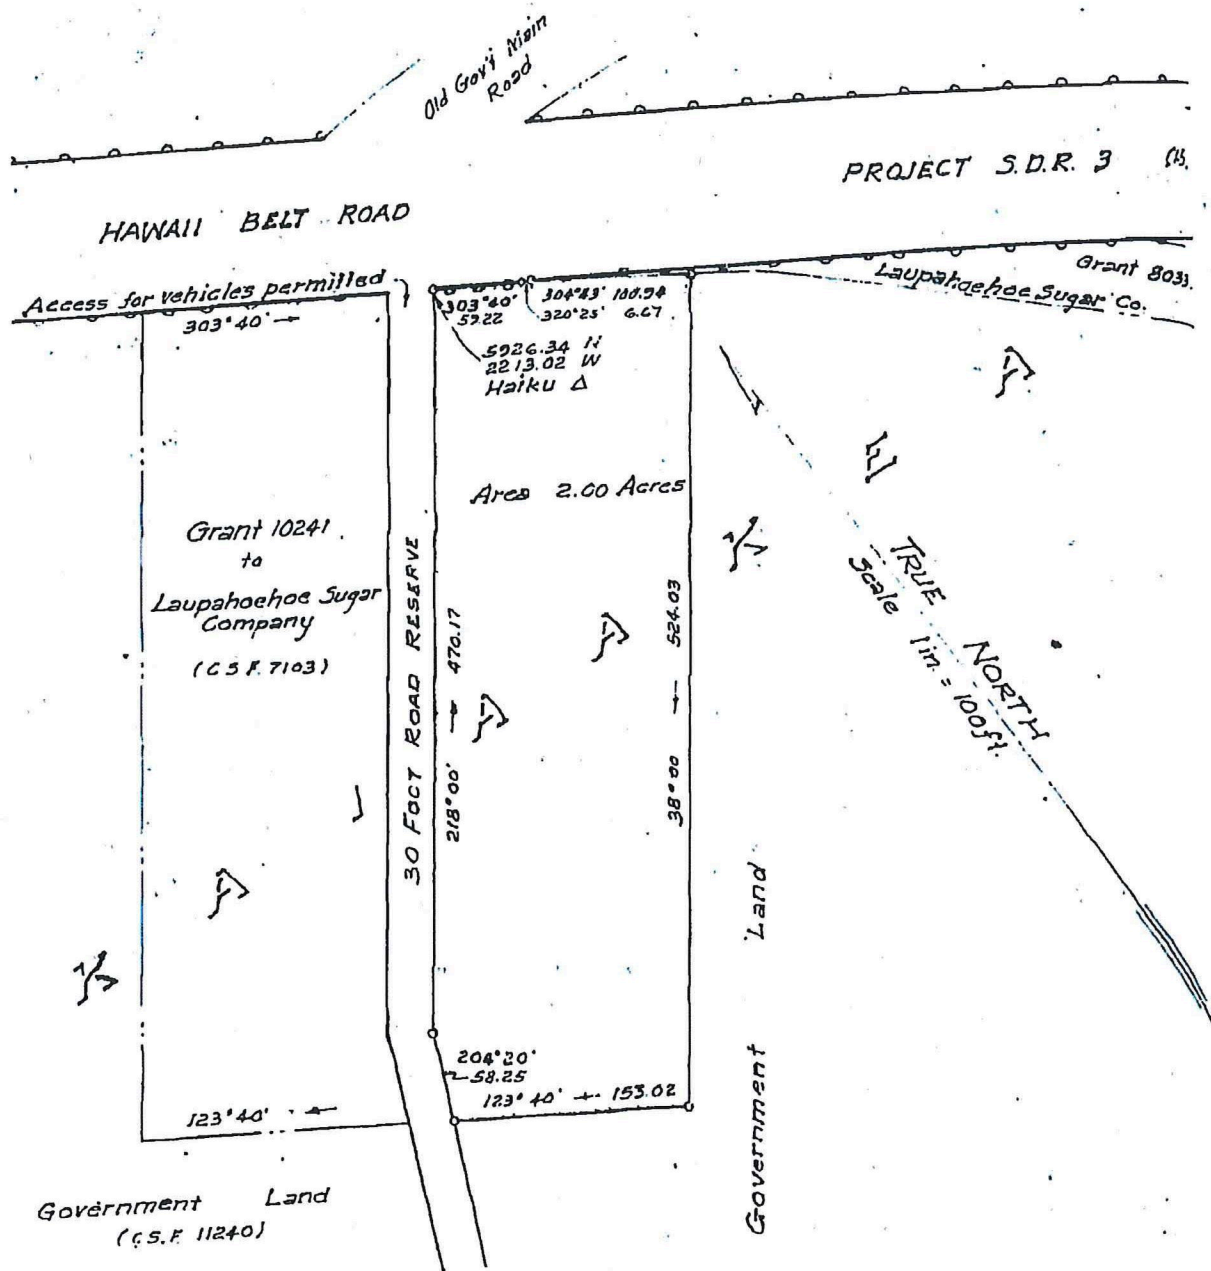 Old Gov't Main
Road
PROJECT S.D.R. 3
HAWAII BELT ROAD
Access for vehicles permitted
303°40'
303°40'
59.22
304°43' 100.94
320°25' 6.67
Laupahoehoe Sugar Co.
Grant 8033
5926.34 N
2213.02 W
Haiku Δ
Area 2.00 Acres
Grant 10241
to
Laupahoehoe Sugar
Company
(C.S.F. 7103)
30 FOOT ROAD RESERVE
218°00' → 470.17
38°00 ← 524.03
TRUE NORTH
Scale 1in. = 100ft.
204°20'
58.25
123°40' ← 153.02
123°40'
Government Land
Government Land
(C.S.F. 11240)